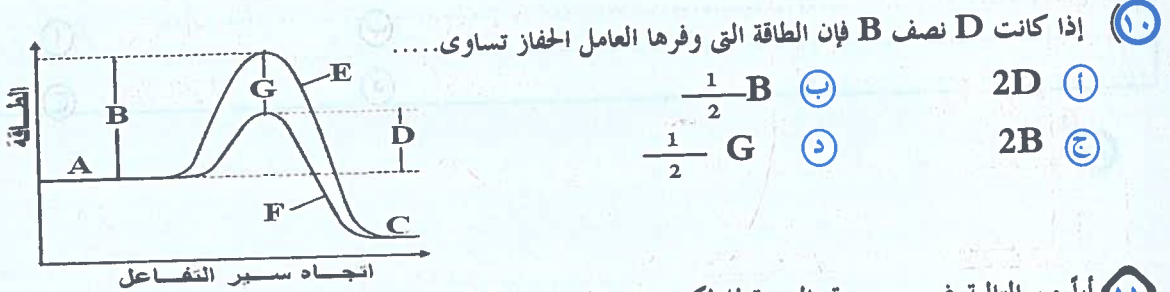 ١٠ إذا كانت D نصف B فإن الطاقة التى وفرها العامل الحفاز تساوى.....
أ 2D
ب 1/2 B
ج 2B
د 1/2 G
الطاقة
B
A
G
E
D
F
C
اتجاه سير التفاعل